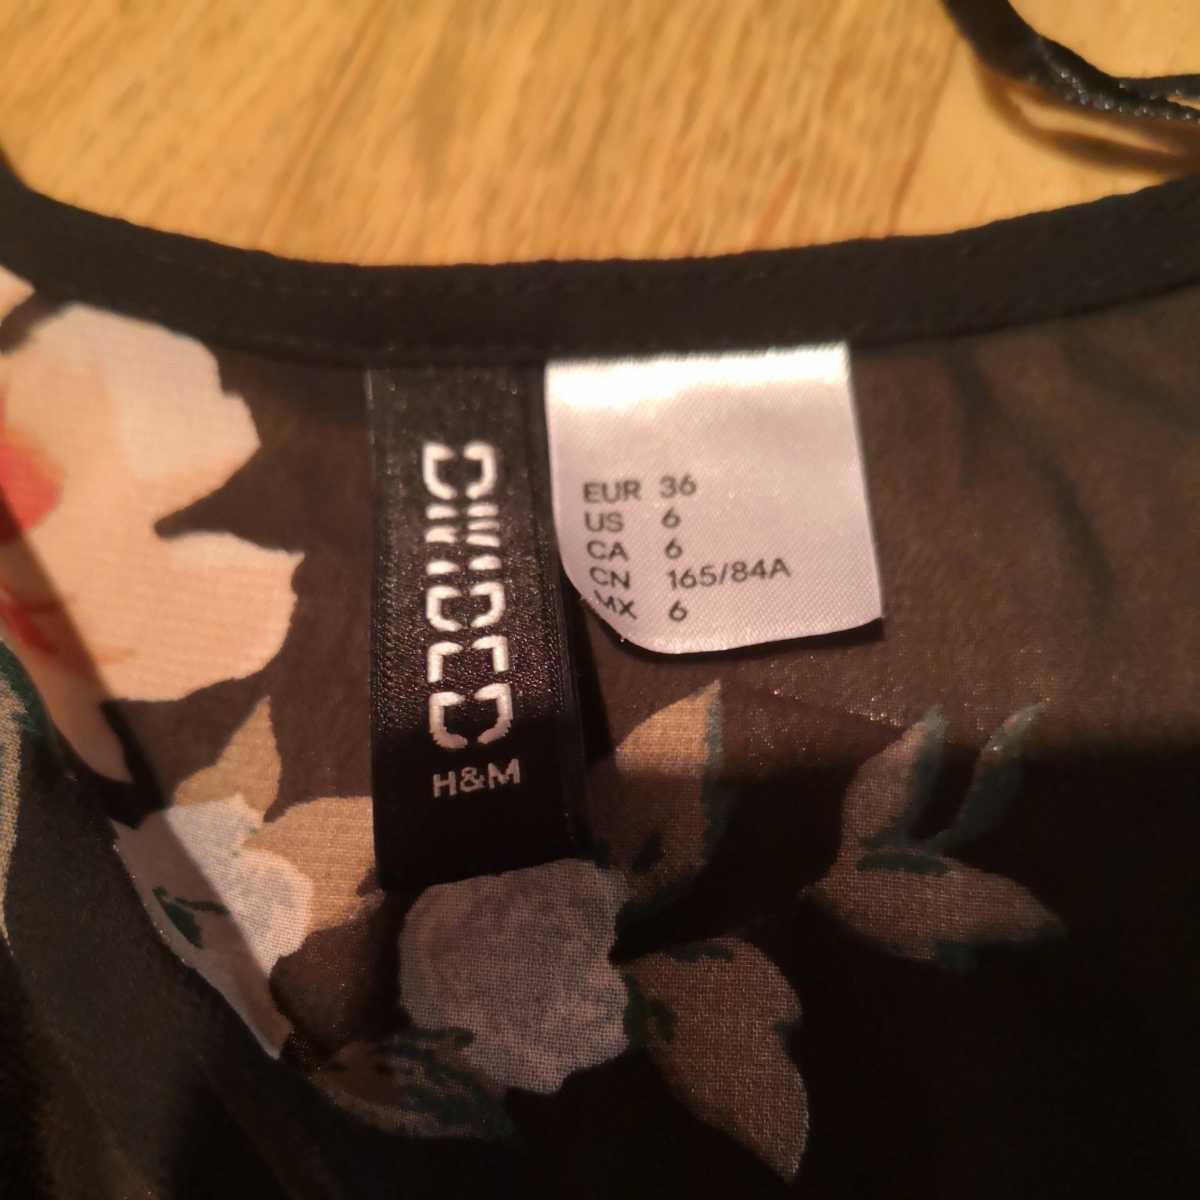 DIVIDED
H&M
EUR 36
US 6
CA 6
CN 165/84A
MX 6